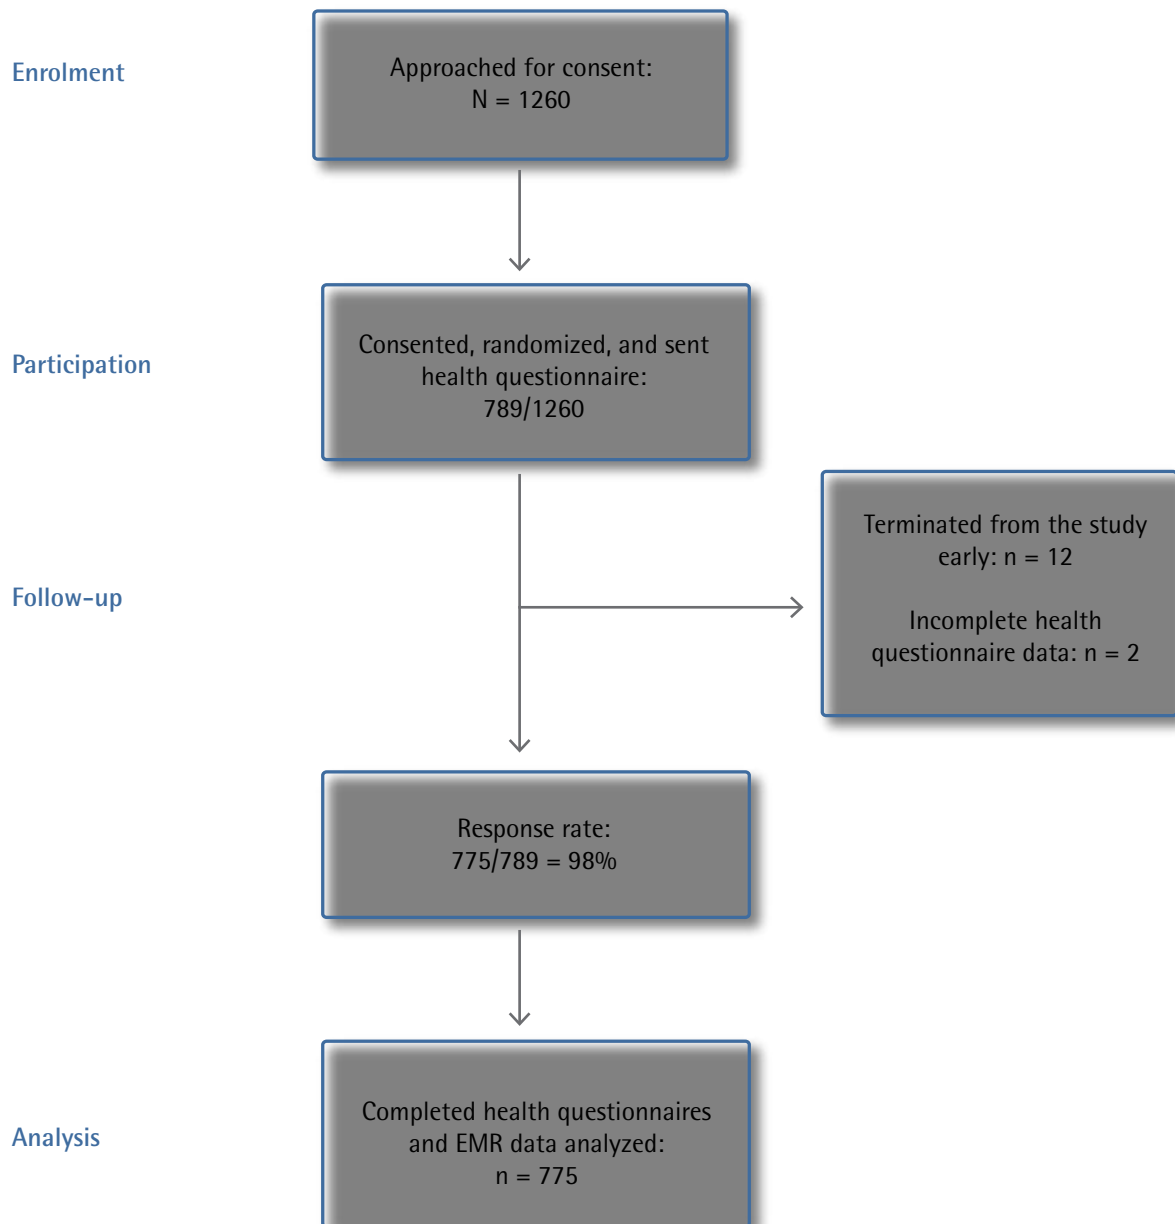 Enrolment
Approached for consent:
N = 1260
Participation
Consented, randomized, and sent
health questionnaire:
789/1260
Follow-up
Terminated from the study
early: n = 12
Incomplete health
questionnaire data: n = 2
Response rate:
775/789 = 98%
Analysis
Completed health questionnaires
and EMR data analyzed:
n = 775